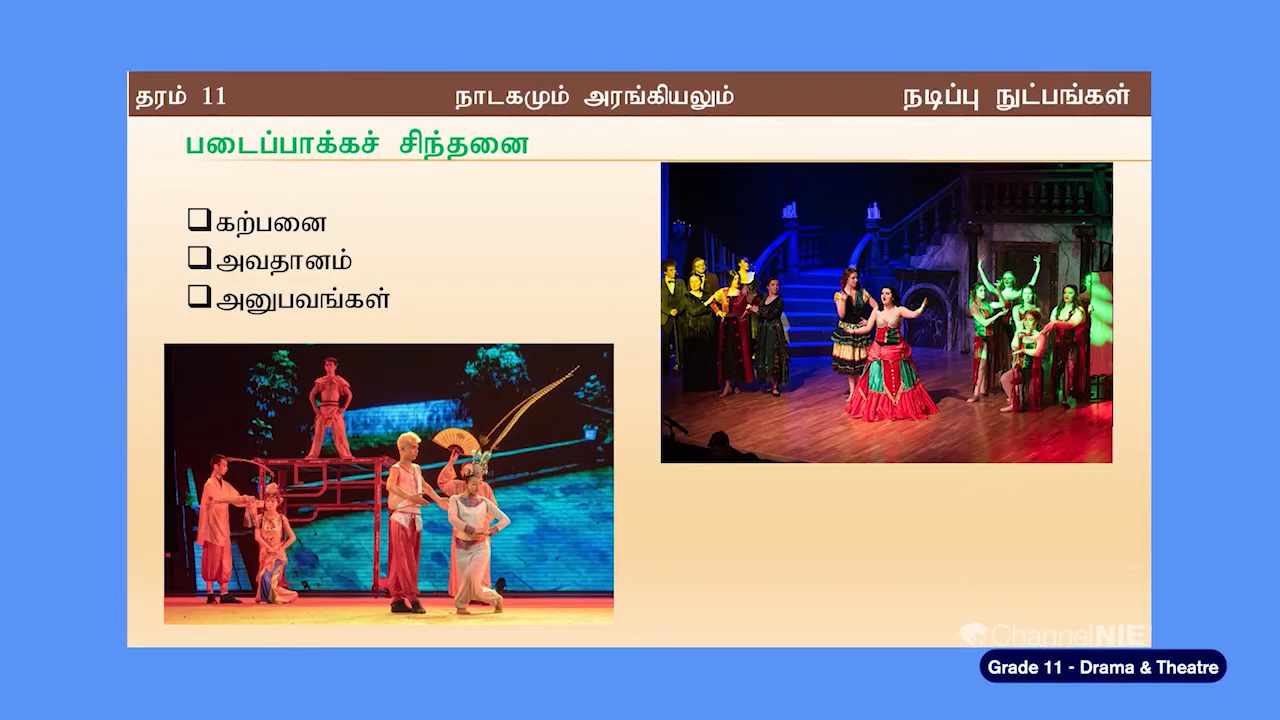 தரம் 11 நாடகமும் அரங்கியலும் நடிப்பு நுட்பங்கள்
படைப்பாக்கச் சிந்தனை
கற்பனை
அவதானம்
அனுபவங்கள்
ChannelNIE
Grade 11 - Drama & Theatre